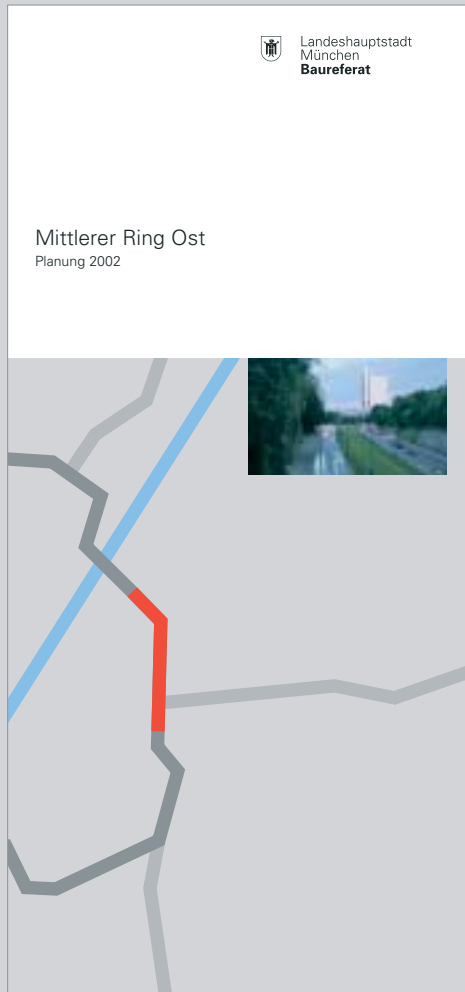 Landeshauptstadt
München
Baureferat
Mittlerer Ring Ost
Planung 2002